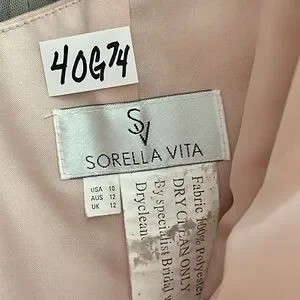 40G74
SV
SORELLA VITA
USA 10
AUS 12
UK 12
Fabric 100% Polyester
DRY CLEAN ONLY
By specialist Bridal
Dryclean